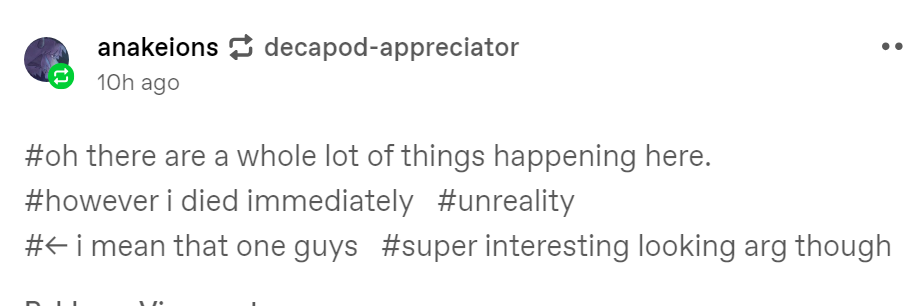 anakeions decapod-appreciator
10h ago
#oh there are a whole lot of things happening here.
#however i died immediately #unreality
#← i mean that one guys #super interesting looking arg though